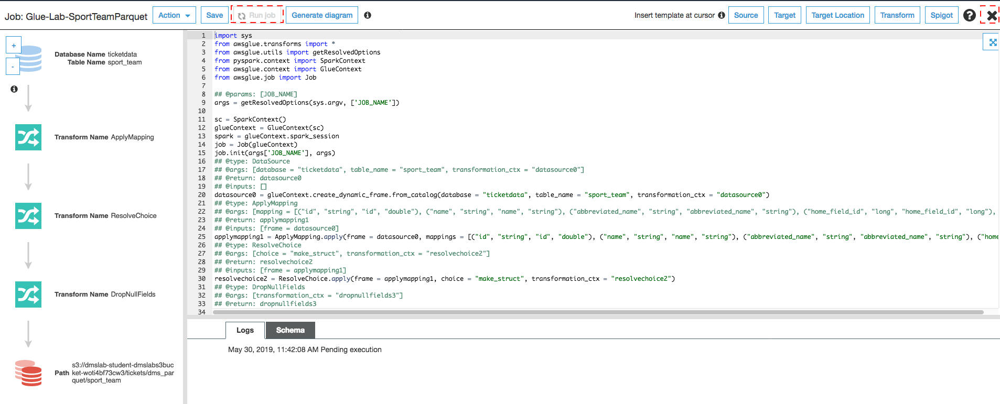 Job: Glue-Lab-SportTeamParquet
Action
Save
Run job
Generate diagram
Insert template at cursor
Source
Target
Target Location
Transform
Spigot
+
-
Database Name ticketdata
Table Name sport_team
Transform Name ApplyMapping
Transform Name ResolveChoice
Transform Name DropNullFields
Path s3://dmslab-student-dmslabs3buc
ket-woti4bf73cw3/tickets/dms_par
quet/sport_team
1 import sys
2 from awsglue.transforms import *
3 from awsglue.utils import getResolvedOptions
4 from pyspark.context import SparkContext
5 from awsglue.context import GlueContext
6 from awsglue.job import Job
7
8 ## @params: [JOB_NAME]
9 args = getResolvedOptions(sys.argv, ['JOB_NAME'])
10
11 sc = SparkContext()
12 glueContext = GlueContext(sc)
13 spark = glueContext.spark_session
14 job = Job(glueContext)
15 job.init(args['JOB_NAME'], args)
16 ## @type: DataSource
17 ## @args: [database = "ticketdata", table_name = "sport_team", transformation_ctx = "datasource0"]
18 ## @return: datasource0
19 ## @inputs: []
20 datasource0 = glueContext.create_dynamic_frame.from_catalog(database = "ticketdata", table_name = "sport_team", transformation_ctx = "datasource0")
21 ## @type: ApplyMapping
22 ## @args: [mapping = [("id", "string", "id", "double"), ("name", "string", "name", "string"), ("abbreviated_name", "string", "abbreviated_name", "string"), ("home_field_id", "long", "home_field_id", "long"),
23 ## @return: applymapping1
24 ## @inputs: [frame = datasource0]
25 applymapping1 = ApplyMapping.apply(frame = datasource0, mappings = [("id", "string", "id", "double"), ("name", "string", "name", "string"), ("abbreviated_name", "string", "abbreviated_name", "string"), ("home
26 ## @type: ResolveChoice
27 ## @args: [choice = "make_struct", transformation_ctx = "resolvechoice2"]
28 ## @return: resolvechoice2
29 ## @inputs: [frame = applymapping1]
30 resolvechoice2 = ResolveChoice.apply(frame = applymapping1, choice = "make_struct", transformation_ctx = "resolvechoice2")
31 ## @type: DropNullFields
32 ## @args: [transformation_ctx = "dropnullfields3"]
33 ## @return: dropnullfields3
34
Logs
Schema
May 30, 2019, 11:42:08 AM Pending execution